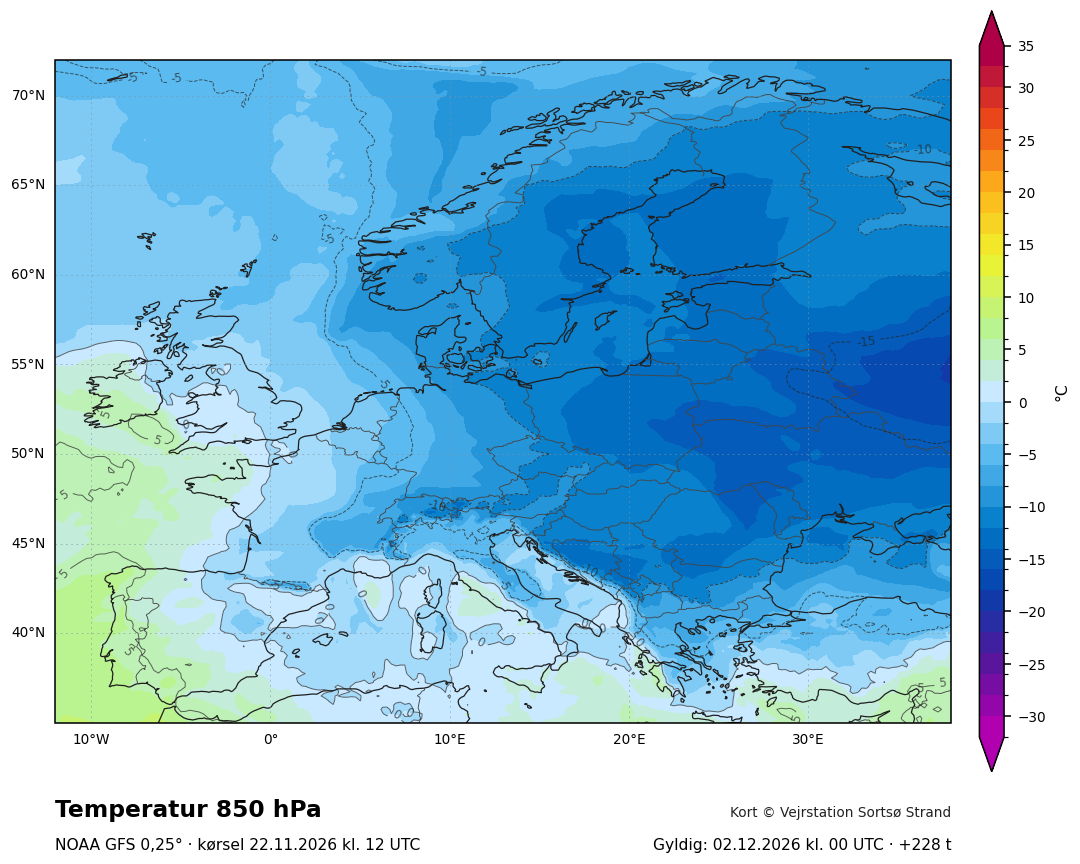 35
30
25
20
15
10
5
0
−5
−10
−15
−20
−25
−30
°C
70°N
65°N
60°N
55°N
50°N
45°N
40°N
10°W
0°
10°E
20°E
30°E
Temperatur 850 hPa
Kort © Vejrstation Sortsø Strand
NOAA GFS 0,25° · kørsel 22.11.2026 kl. 12 UTC
Gyldig: 02.12.2026 kl. 00 UTC · +228 t